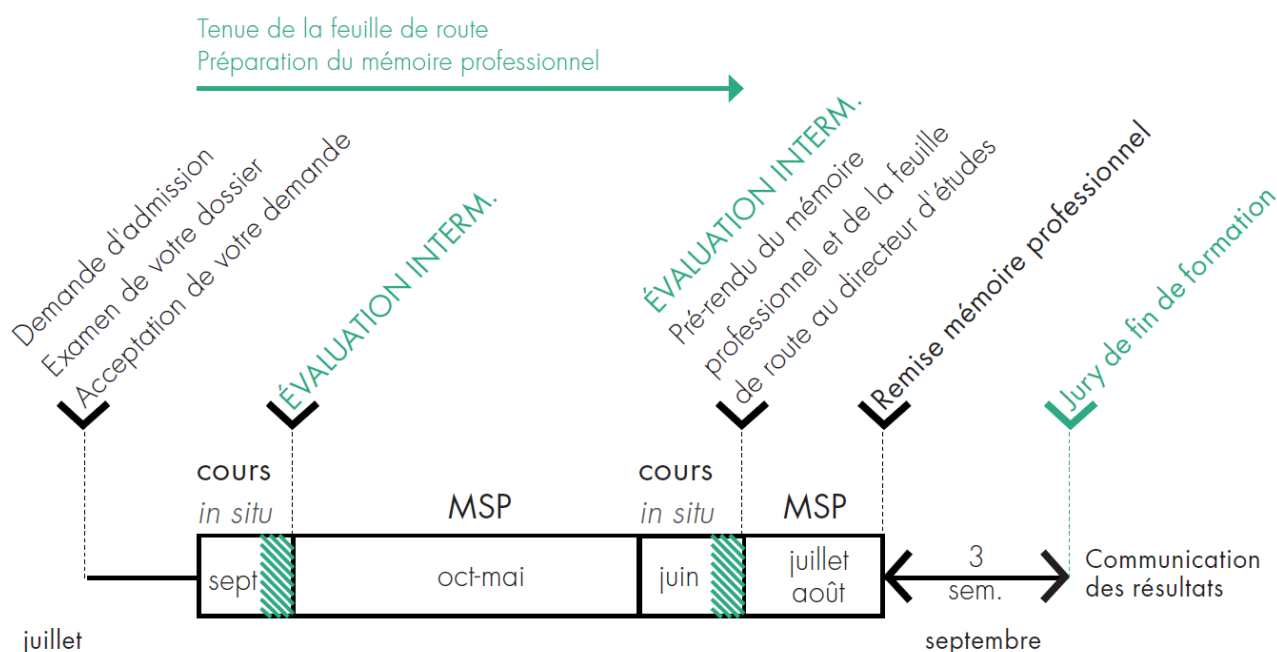 Tenue de la feuille de route
Préparation du mémoire professionnel
Demande d'admission
Examen de votre dossier
Acceptation de votre demande
ÉVALUATION INTERM.
ÉVALUATION INTERM.
Pré-rendu du mémoire
professionnel et de la feuille
de route au directeur d'études
Remise mémoire professionnel
Jury de fin de formation
cours
in situ
MSP
cours
in situ
MSP
sept
oct-mai
juin
juillet
août
3
sem.
Communication
des résultats
juillet
septembre